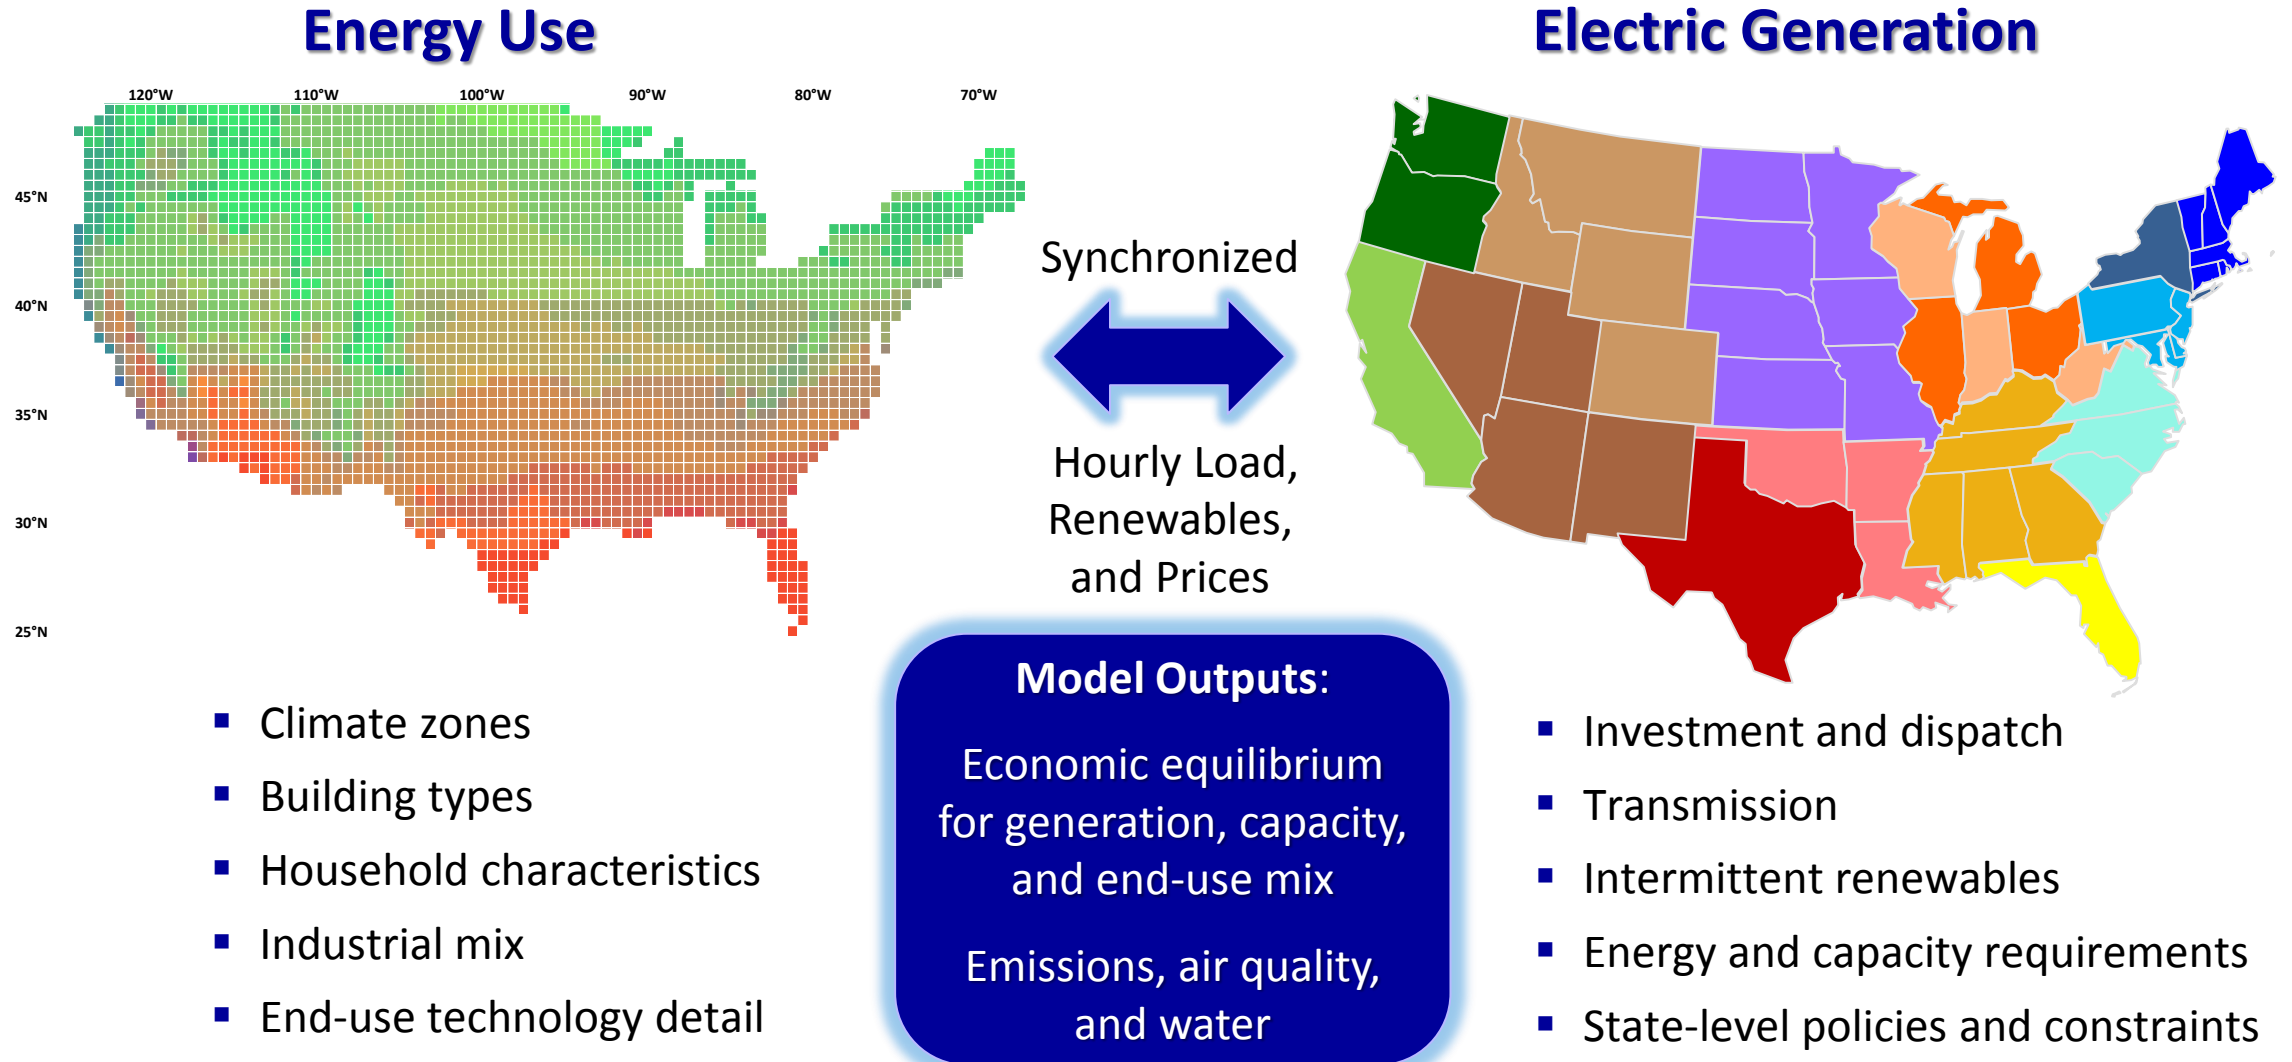 Energy Use
120°W
110°W
100°W
90°W
80°W
70°W
45°N
40°N
35°N
30°N
25°N
Climate zones
Building types
Household characteristics
Industrial mix
End-use technology detail
Synchronized
Hourly Load,
Renewables,
and Prices
Model Outputs:
Economic equilibrium
for generation, capacity,
and end-use mix
Emissions, air quality,
and water
Electric Generation
Investment and dispatch
Transmission
Intermittent renewables
Energy and capacity requirements
State-level policies and constraints